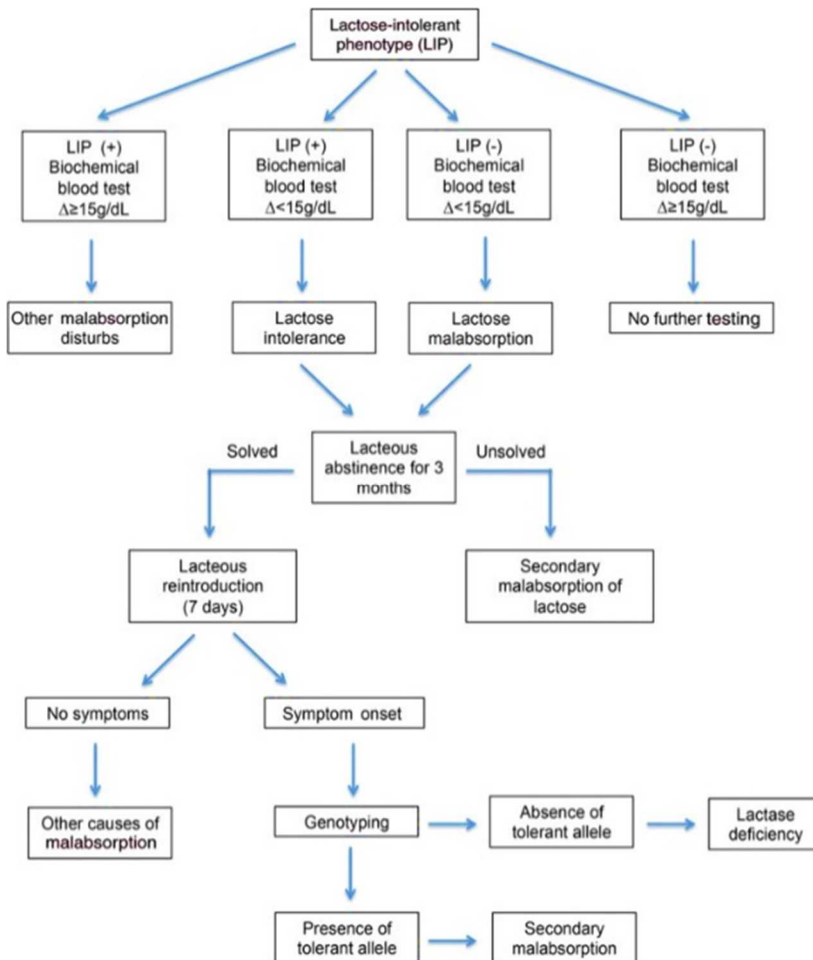 Lactose-intolerant
phenotype (LIP)
LIP (+)
Biochemical
blood test
Δ≥15g/dL
LIP (+)
Biochemical
blood test
Δ<15g/dL
LIP (-)
Biochemical
blood test
Δ<15g/dL
LIP (-)
Biochemical
blood test
Δ≥15g/dL
Other malabsorption
disturbs
Lactose
intolerance
Lactose
malabsorption
No further testing
Solved
Lacteous
abstinence for 3
months
Unsolved
Lacteous
reintroduction
(7 days)
Secondary
malabsorption of
lactose
No symptoms
Symptom onset
Other causes of
malabsorption
Genotyping
Absence of
tolerant allele
Lactase
deficiency
Presence of
tolerant allele
Secondary
malabsorption